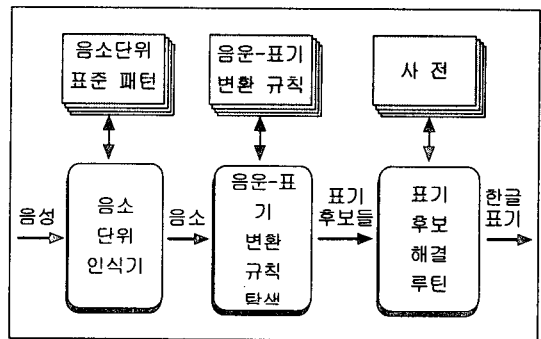 음소단위
표준 패턴
음운-표기
변환 규칙
사 전
음성
음소
단위
인식기
음소
음운-표
기
변환
규칙
탁색
표기
후보들
표기
후보
해결
루틴
한글
표기